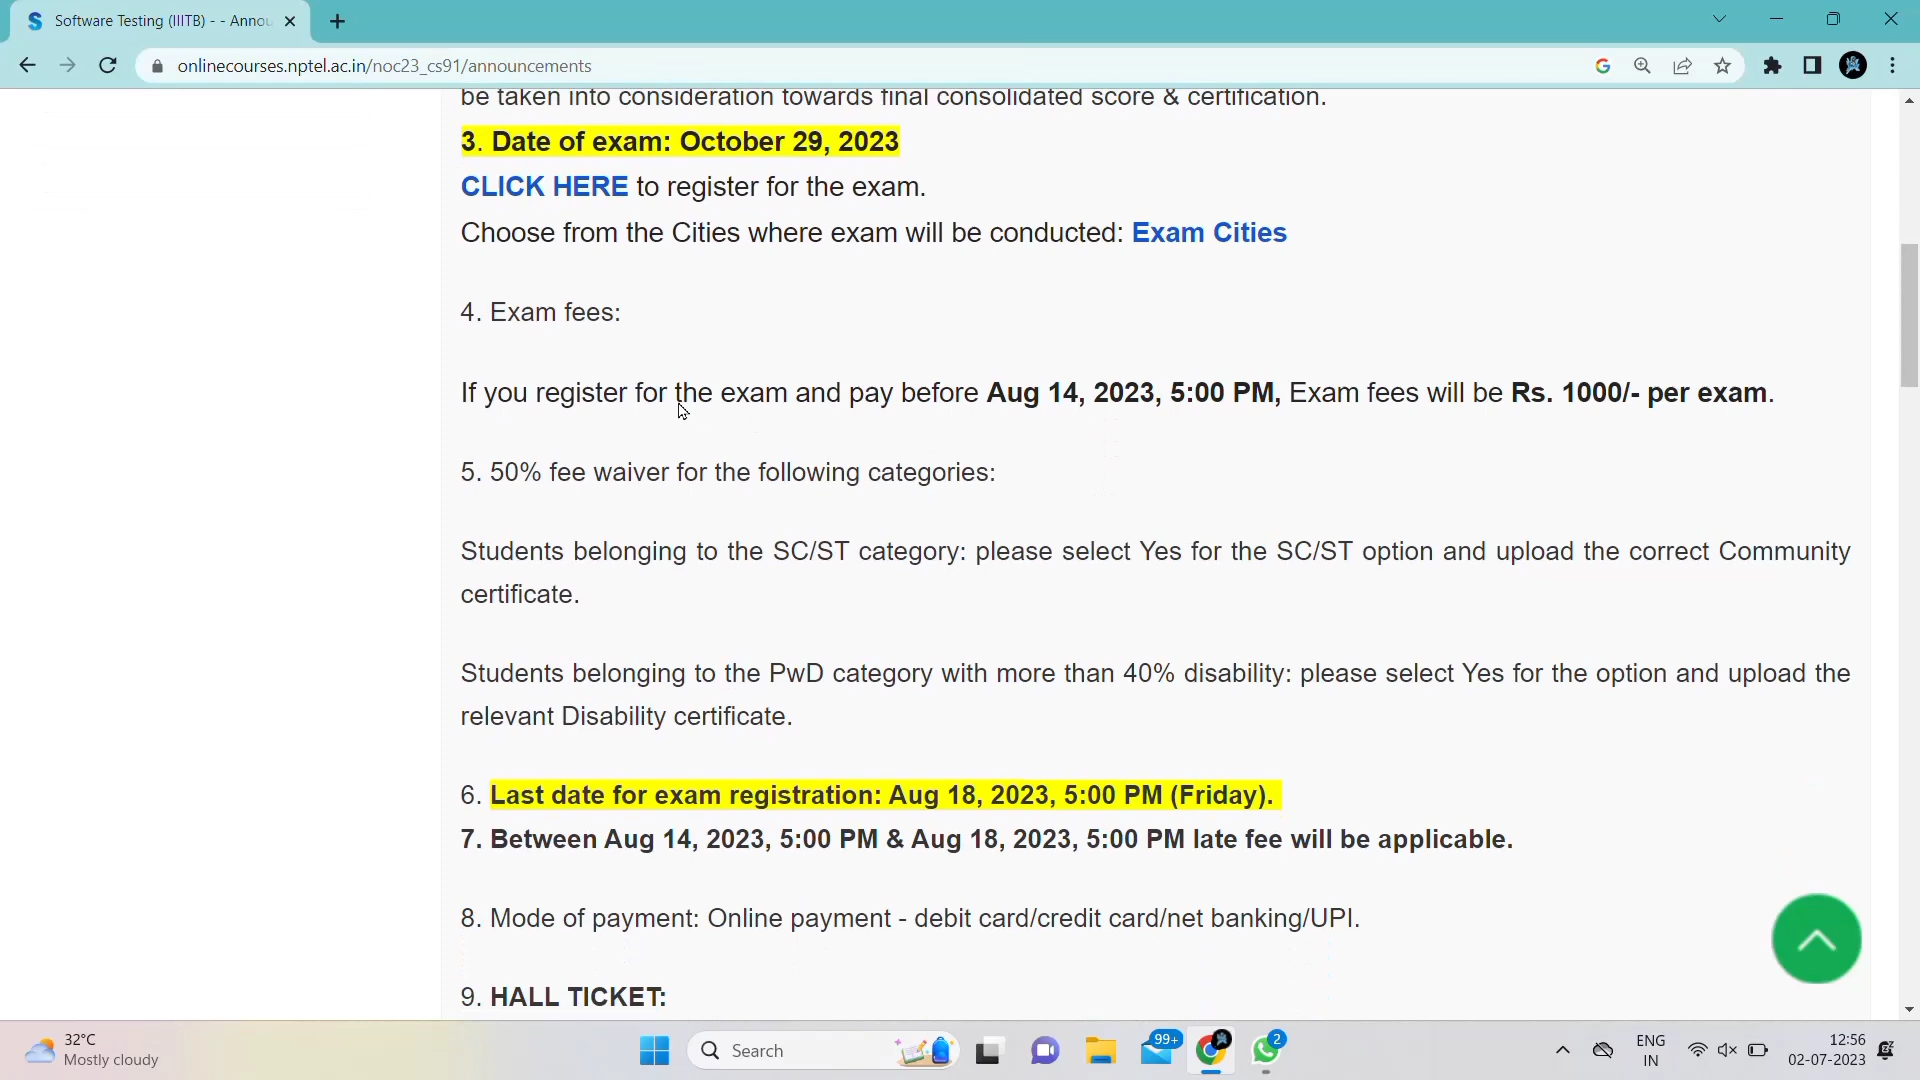 Software Testing (IIITB) - - Annou
onlinecourses.nptel.ac.in/noc23_cs91/announcements
be taken into consideration towards final consolidated score & certification.
3. Date of exam: October 29, 2023
CLICK HERE to register for the exam.
Choose from the Cities where exam will be conducted: Exam Cities
4. Exam fees:
If you register for the exam and pay before Aug 14, 2023, 5:00 PM, Exam fees will be Rs. 1000/- per exam.
5. 50% fee waiver for the following categories:
Students belonging to the SC/ST category: please select Yes for the SC/ST option and upload the correct Community
certificate.
Students belonging to the PwD category with more than 40% disability: please select Yes for the option and upload the
relevant Disability certificate.
6. Last date for exam registration: Aug 18, 2023, 5:00 PM (Friday).
7. Between Aug 14, 2023, 5:00 PM & Aug 18, 2023, 5:00 PM late fee will be applicable.
8. Mode of payment: Online payment - debit card/credit card/net banking/UPI.
9. HALL TICKET:
32°C
Mostly cloudy
Search
99+
2
ENG
IN
12:56
02-07-2023